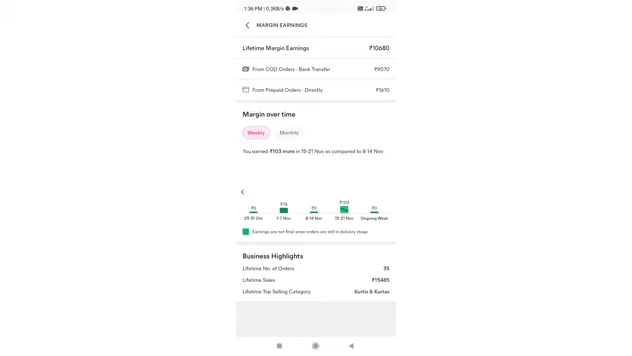 1:36 PM | 0.3KB/s
MARGIN EARNINGS
Lifetime Margin Earnings ₹10680
From COD Orders - Bank Transfer ₹9070
From Prepaid Orders - Directly ₹1610
Margin over time
Weekly Monthly
You earned ₹103 more in 15-21 Nov as compared to 8-14 Nov
₹0 ₹74 ₹0 ₹103 ₹0
25-31 Oct 1-7 Nov 8-14 Nov 15-21 Nov Ongoing Week
Earnings are not final since orders are still in delivery stage
Business Highlights
Lifetime No. of Orders 35
Lifetime Sales ₹15485
Lifetime Top Selling Category Kurtis & Kurtas